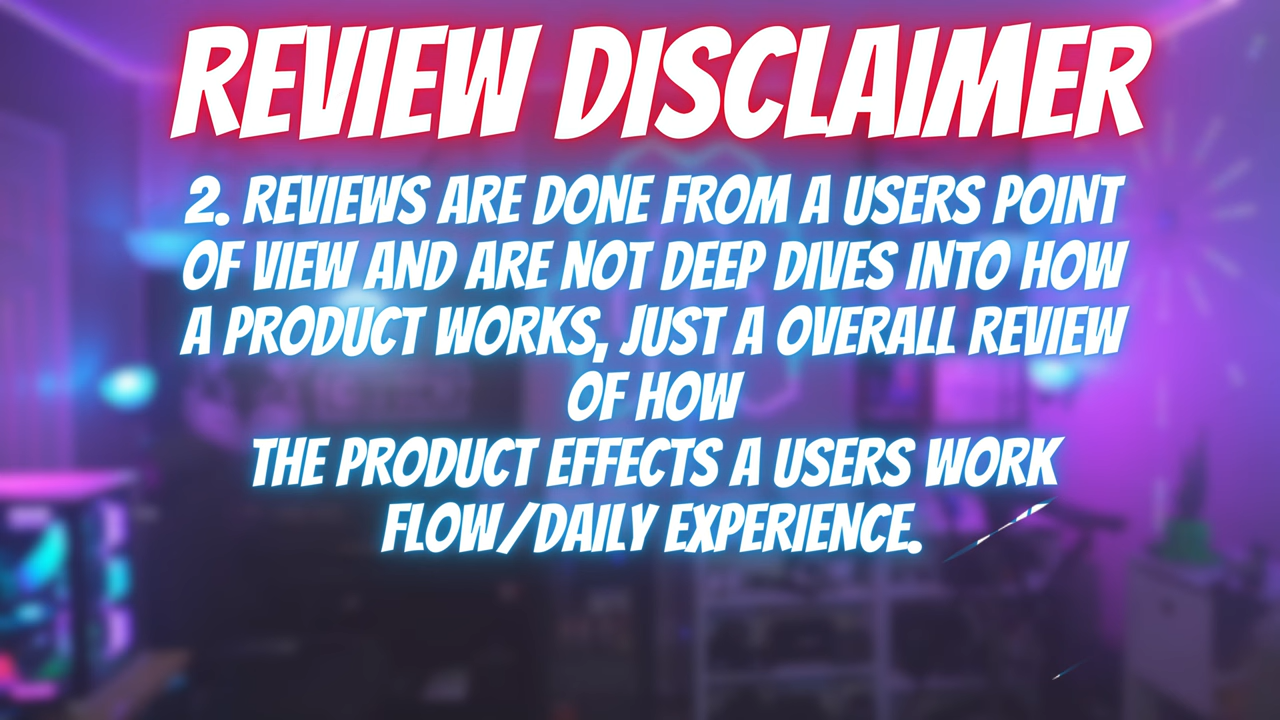 REVIEW DISCLAIMER
2. REVIEWS ARE DONE FROM A USERS POINT
OF VIEW AND ARE NOT DEEP DIVES INTO HOW
A PRODUCT WORKS, JUST A OVERALL REVIEW
OF HOW
THE PRODUCT EFFECTS A USERS WORK
FLOW/DAILY EXPERIENCE.